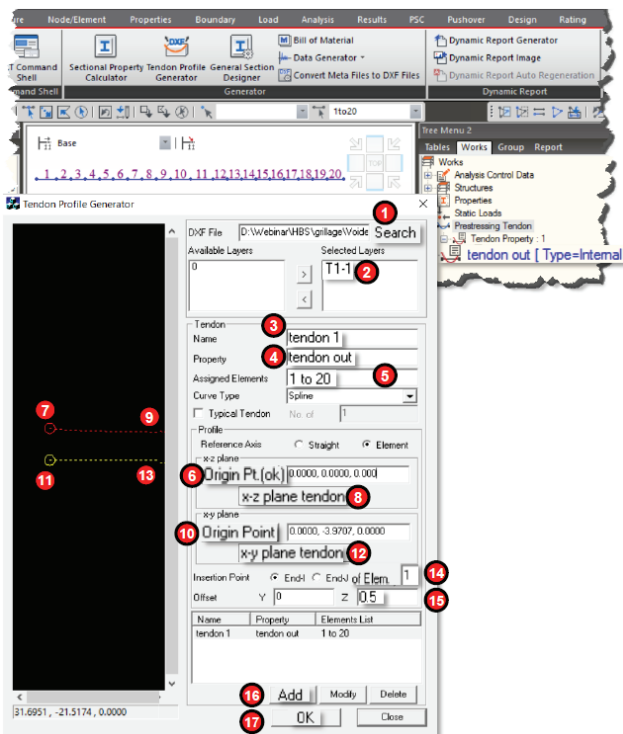 ure Node/Element Properties Boundary Load Analysis Results PSC Pushover Design Rating
T Command Shell
Sectional Property Calculator
Tendon Profile Generator
General Section Designer
Bill of Material
Data Generator
Convert Meta Files to DXF Files
Dynamic Report Generator
Dynamic Report Image
Dynamic Report Auto Regeneration
mand Shell Generator Dynamic Report
1to20
Base
TOP
1 2 3 4 5 6 7 8 9 10 11 12 13 14 15 16 17 18 19 20
Tree Menu 2
Tables Works Group Report
Works
Analysis Control Data
Structures
Properties
Static Loads
Prestressing Tendon
Tendon Property : 1
tendon out [ Type=Internal
Tendon Profile Generator
1
DXF File D:\Webinar\HBS\grillage\Voide Search
Available Layers Selected Layers
0 > T1-1 2
<
Tendon 3
Name tendon 1
Property 4 tendon out
Assigned Elements 1 to 20 5
Curve Type Spline
Typical Tendon No. of 1
Profile
Reference Axis Straight Element
x-z plane
6 Origin Pt.(ok) 0.0000, 0.0000, 0.000
x-z plane tendon 8
x-y plane
10 Origin Point 0.0000, -3.9707, 0.0000
x-y plane tendon 12
Insertion Point End-I End-J of Elem. 1 14
Offset Y 0 Z 0.5 15
Name Property Elements List
tendon 1 tendon out 1 to 20
16 Add Modify Delete
17 OK Close
7 9
11 13
31.6951 , -21.5174 , 0.0000